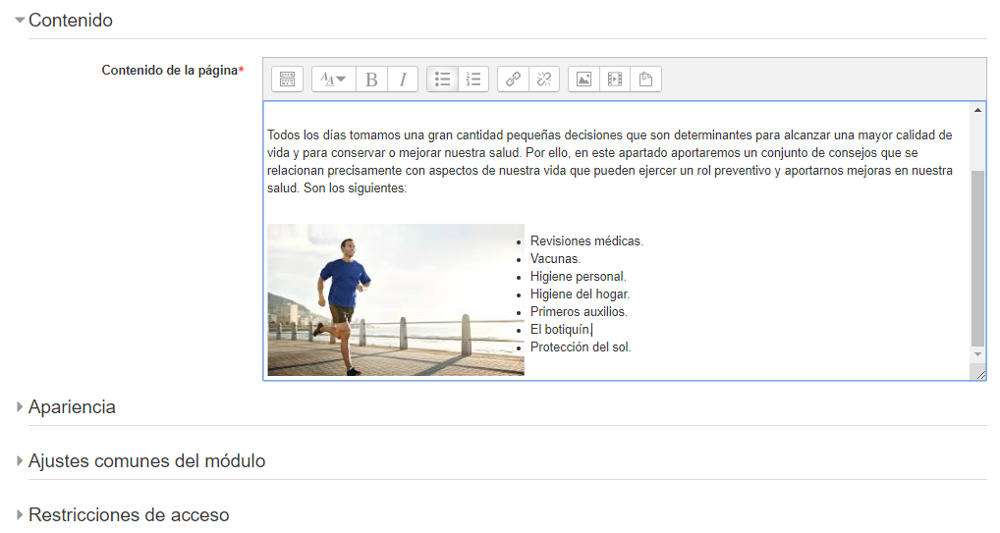 Contenido
Contenido de la página*
Todos los días tomamos una gran cantidad pequeñas decisiones que son determinantes para alcanzar una mayor calidad de
vida y para conservar o mejorar nuestra salud. Por ello, en este apartado aportaremos un conjunto de consejos que se
relacionan precisamente con aspectos de nuestra vida que pueden ejercer un rol preventivo y aportarnos mejoras en nuestra
salud. Son los siguientes:
Revisiones médicas.
Vacunas.
Higiene personal.
Higiene del hogar.
Primeros auxilios.
El botiquín.
Protección del sol.
Apariencia
Ajustes comunes del módulo
Restricciones de acceso